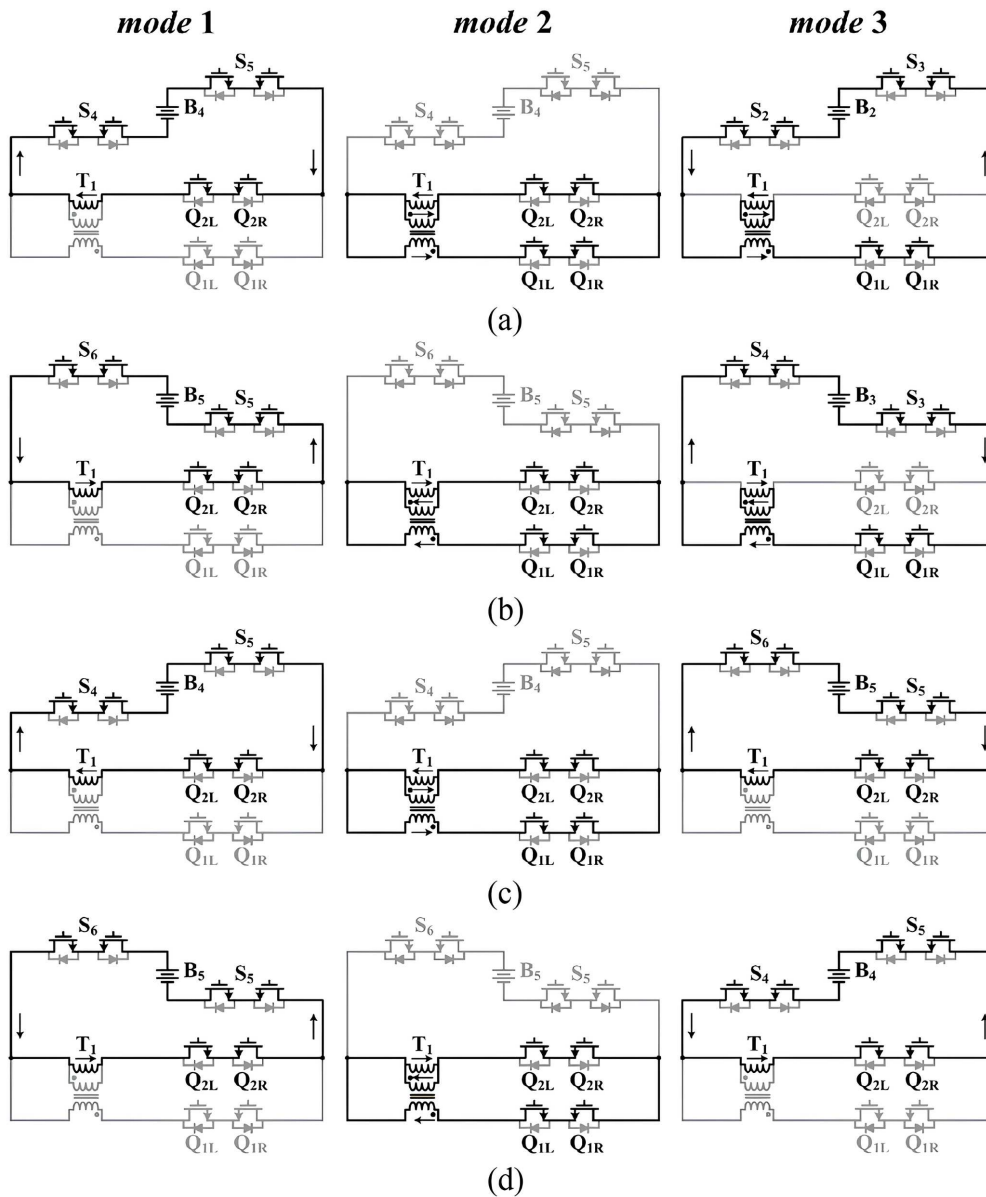 mode 1 mode 2 mode 3
S5 S5 S3
S4 B4 S4 B4 S2 B2
T1 T1 T1
Q2L Q2R Q2L Q2R Q2L Q2R
Q1L Q1R Q1L Q1R Q1L Q1R
(a)
S6 S6 S4
B5 S5 B5 S5 B3 S3
T1 T1 T1
Q2L Q2R Q2L Q2R Q2L Q2R
Q1L Q1R Q1L Q1R Q1L Q1R
(b)
S5 S5 S6
S4 B4 S4 B4 B5 S5
T1 T1 T1
Q2L Q2R Q2L Q2R Q2L Q2R
Q1L Q1R Q1L Q1R Q1L Q1R
(c)
S6 S6 S5
B5 S5 B5 S5 S4 B4
T1 T1 T1
Q2L Q2R Q2L Q2R Q2L Q2R
Q1L Q1R Q1L Q1R Q1L Q1R
(d)